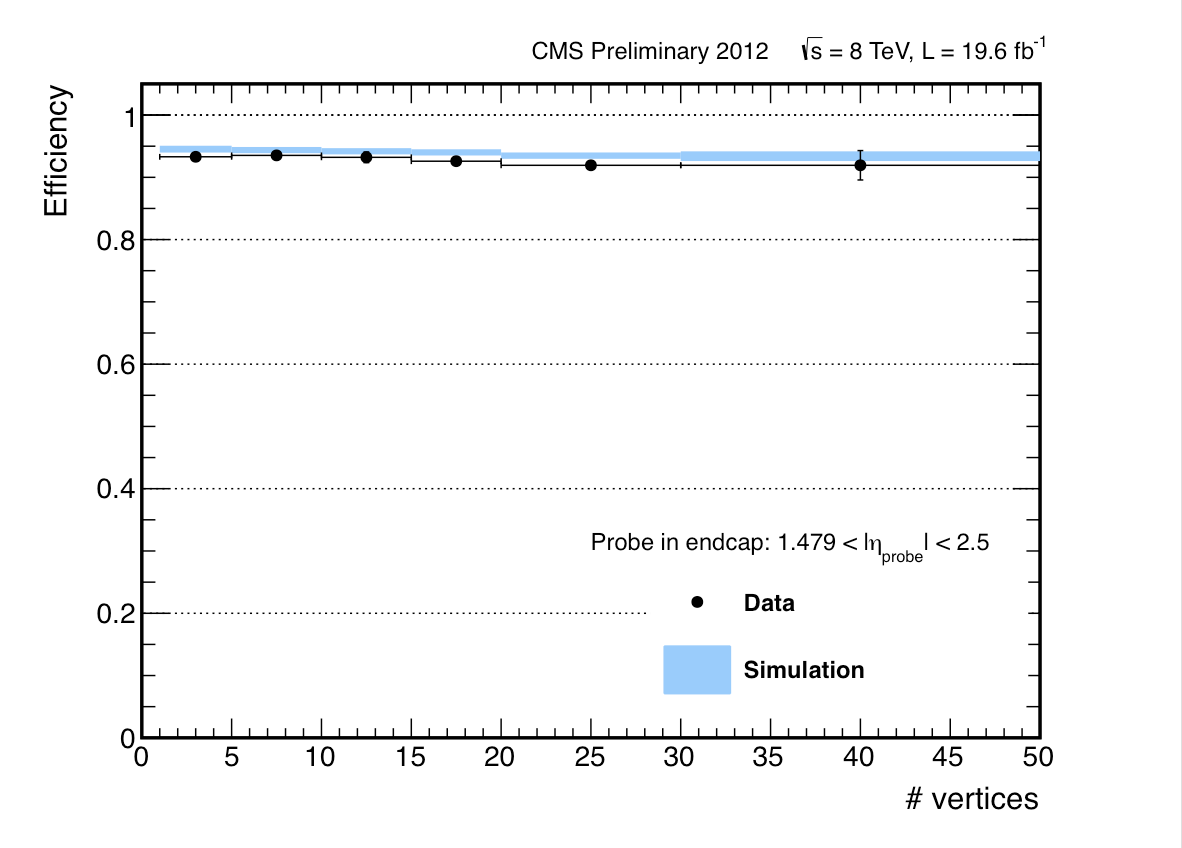 CMS Preliminary 2012 √s = 8 TeV, L = 19.6 fb⁻¹
Efficiency
1
0.8
0.6
0.4
Probe in endcap: 1.479 < |η_probe| < 2.5
Data
0.2
Simulation
0
0 5 10 15 20 25 30 35 40 45 50
# vertices